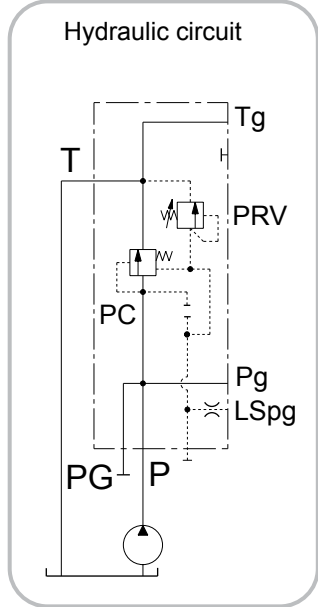 Hydraulic circuit
Tg
T
PRV
PC
Pg
LSpg
PG P